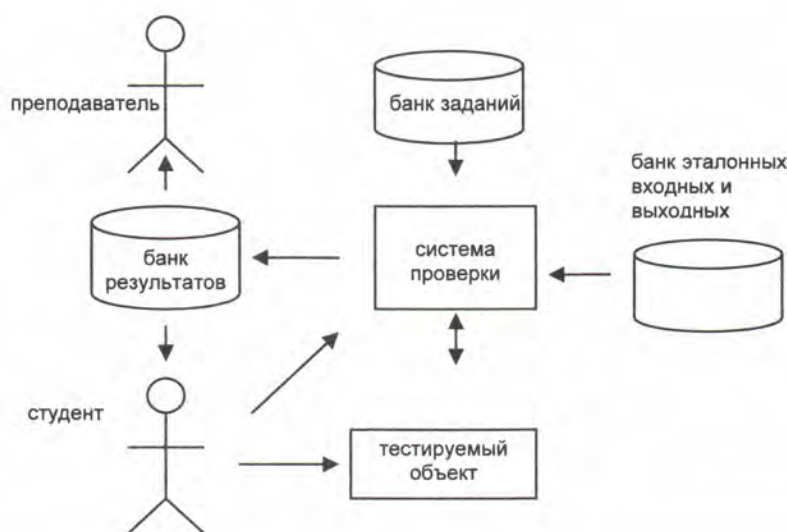 преподаватель
банк заданий
банк эталонных
входных и
выходных
банк
результатов
система
проверки
студент
тестируемый
объект